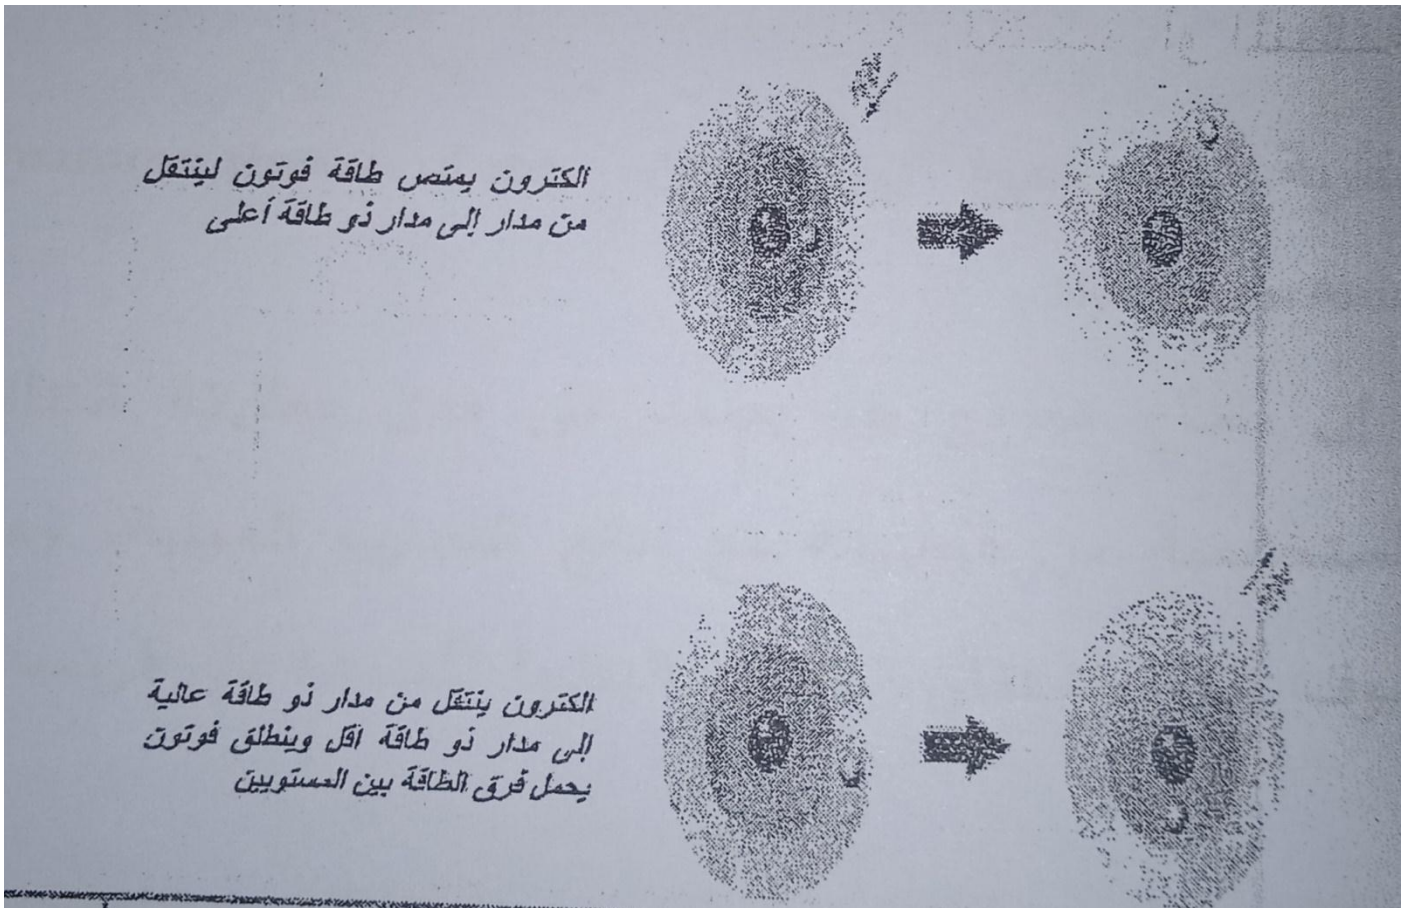 الكترون يمتص طاقة فوتون لينتقل
من مدار إلى مدار ذو طاقة أعلى
الكترون ينتقل من مدار ذو طاقة عالية
إلى مدار ذو طاقة اقل وينطلق فوتون
يحمل فرق الطاقة بين المستويين